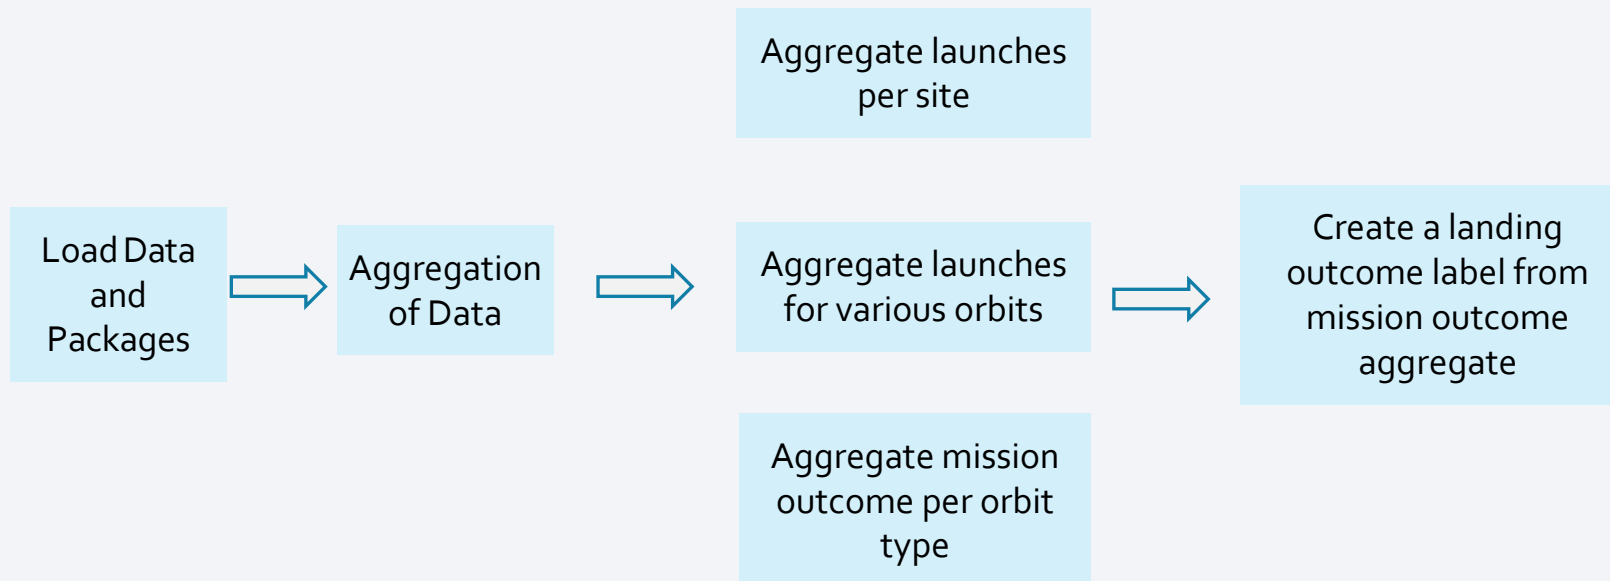 Load Data
and
Packages
Aggregation
of Data
Aggregate launches
per site
Aggregate launches
for various orbits
Aggregate mission
outcome per orbit
type
Create a landing
outcome label from
mission outcome
aggregate